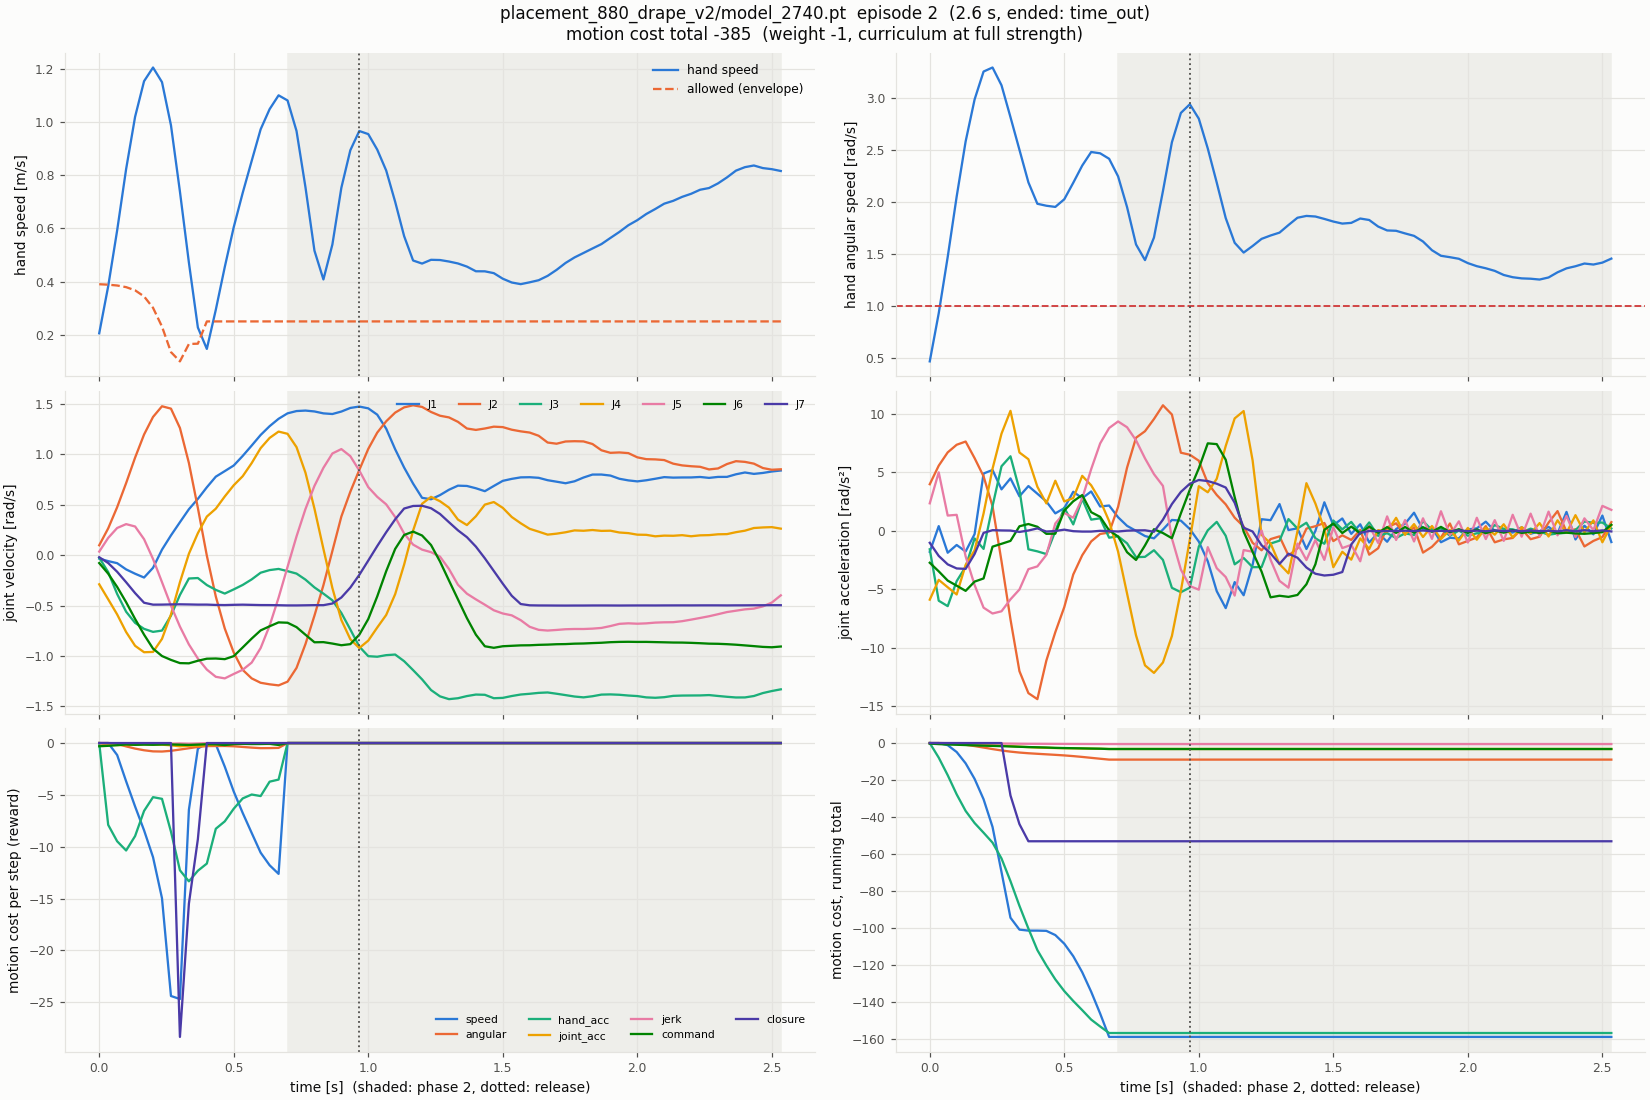 placement_880_drape_v2/model_2740.pt  episode 2  (2.6 s, ended: time_out)
motion cost total -385  (weight -1, curriculum at full strength)
hand speed [m/s]
1.2
1.0
0.8
0.6
0.4
0.2
hand speed
allowed (envelope)
hand angular speed [rad/s]
3.0
2.5
2.0
1.5
1.0
0.5
joint velocity [rad/s]
1.5
1.0
0.5
0.0
−0.5
−1.0
−1.5
J1 J2 J3 J4 J5 J6 J7
joint acceleration [rad/s²]
10
5
0
−5
−10
−15
motion cost per step (reward)
0
−5
−10
−15
−20
−25
speed hand_acc jerk closure
angular joint_acc command
0.0 0.5 1.0 1.5 2.0 2.5
time [s]  (shaded: phase 2, dotted: release)
motion cost, running total
0
−20
−40
−60
−80
−100
−120
−140
−160
0.0 0.5 1.0 1.5 2.0 2.5
time [s]  (shaded: phase 2, dotted: release)